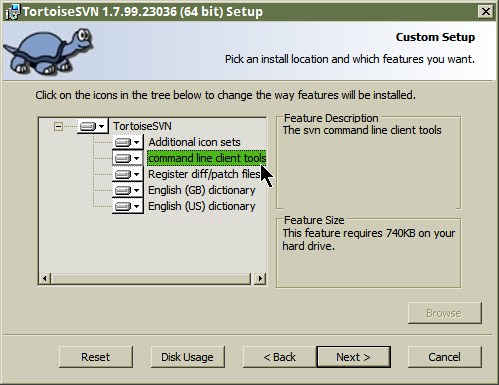 TortoiseSVN 1.7.99.23036 (64 bit) Setup
Custom Setup
Pick an install location and which features you want.
Click on the icons in the tree below to change the way features will be installed.
TortoiseSVN
Additional icon sets
command line client tools
Register diff/patch files
English (GB) dictionary
English (US) dictionary
Feature Description
The svn command line client tools
Feature Size
This feature requires 740KB on your
hard drive.
Browse
Reset
Disk Usage
< Back
Next >
Cancel